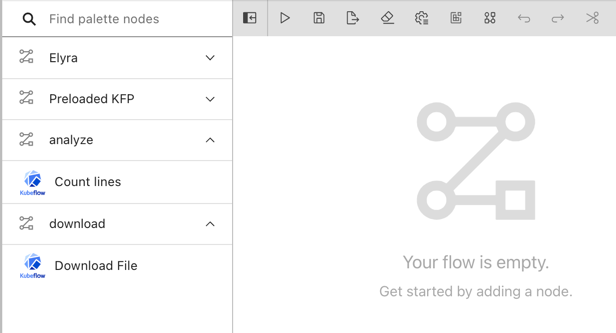 Find palette nodes
Elyra
Preloaded KFP
analyze
Kubeflow
Count lines
download
Kubeflow
Download File
Your flow is empty.
Get started by adding a node.